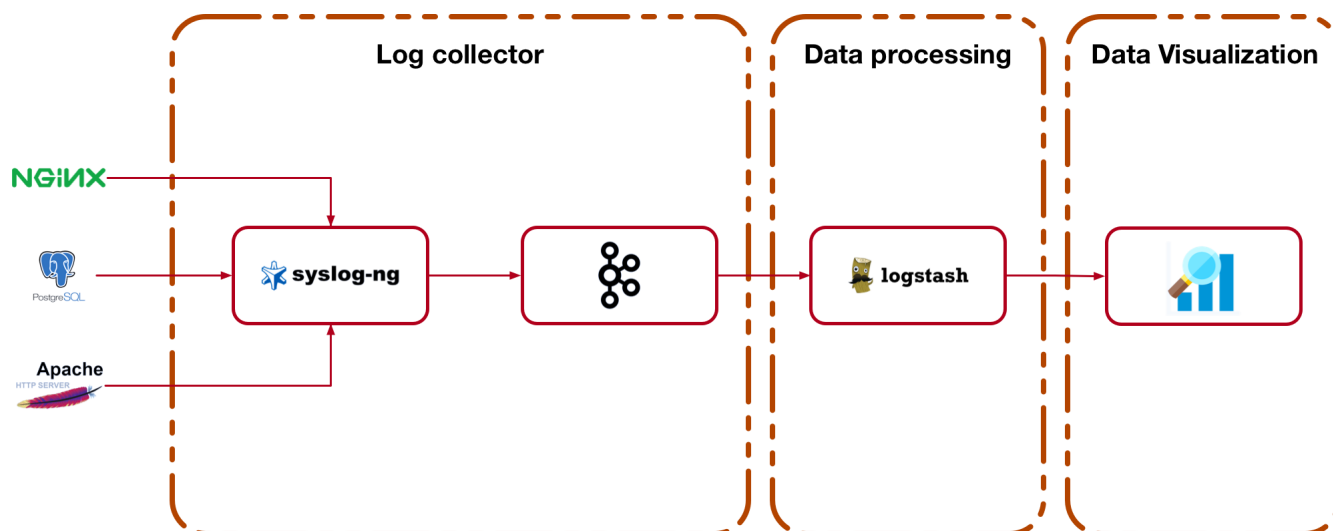 Log collector
Data processing
Data Visualization
NGiNX
syslog-ng
logstash
PostgreSQL
Apache
HTTP SERVER